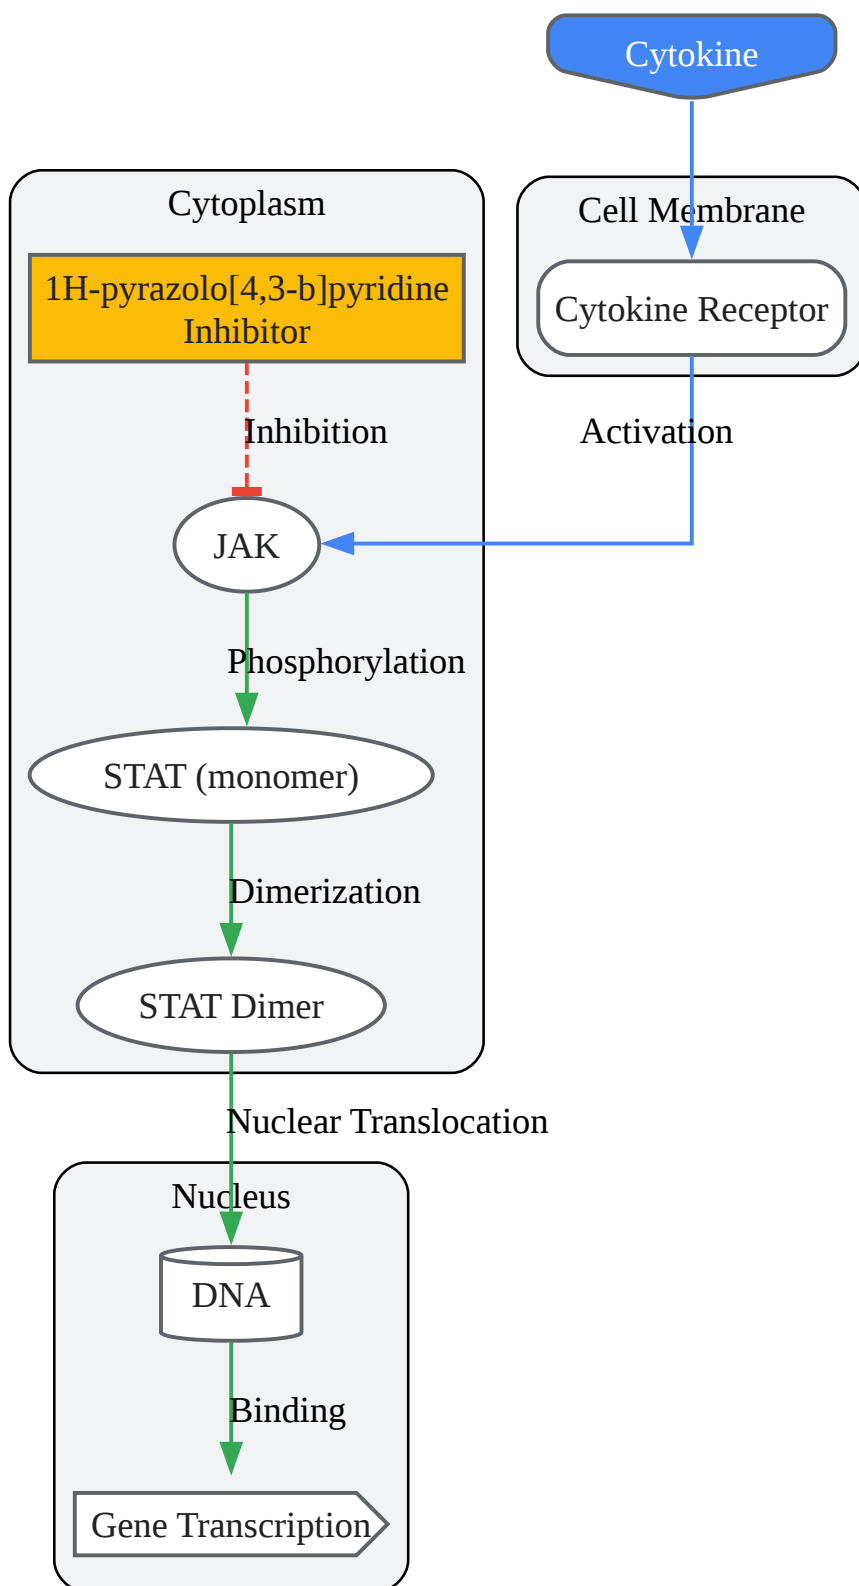 Cytokine
Cytoplasm
Cell Membrane
1H-pyrazolo[4,3-b]pyridine
Inhibitor
Cytokine Receptor
Inhibition
Activation
JAK
Phosphorylation
STAT (monomer)
Dimerization
STAT Dimer
Nuclear Translocation
Nucleus
DNA
Binding
Gene Transcription